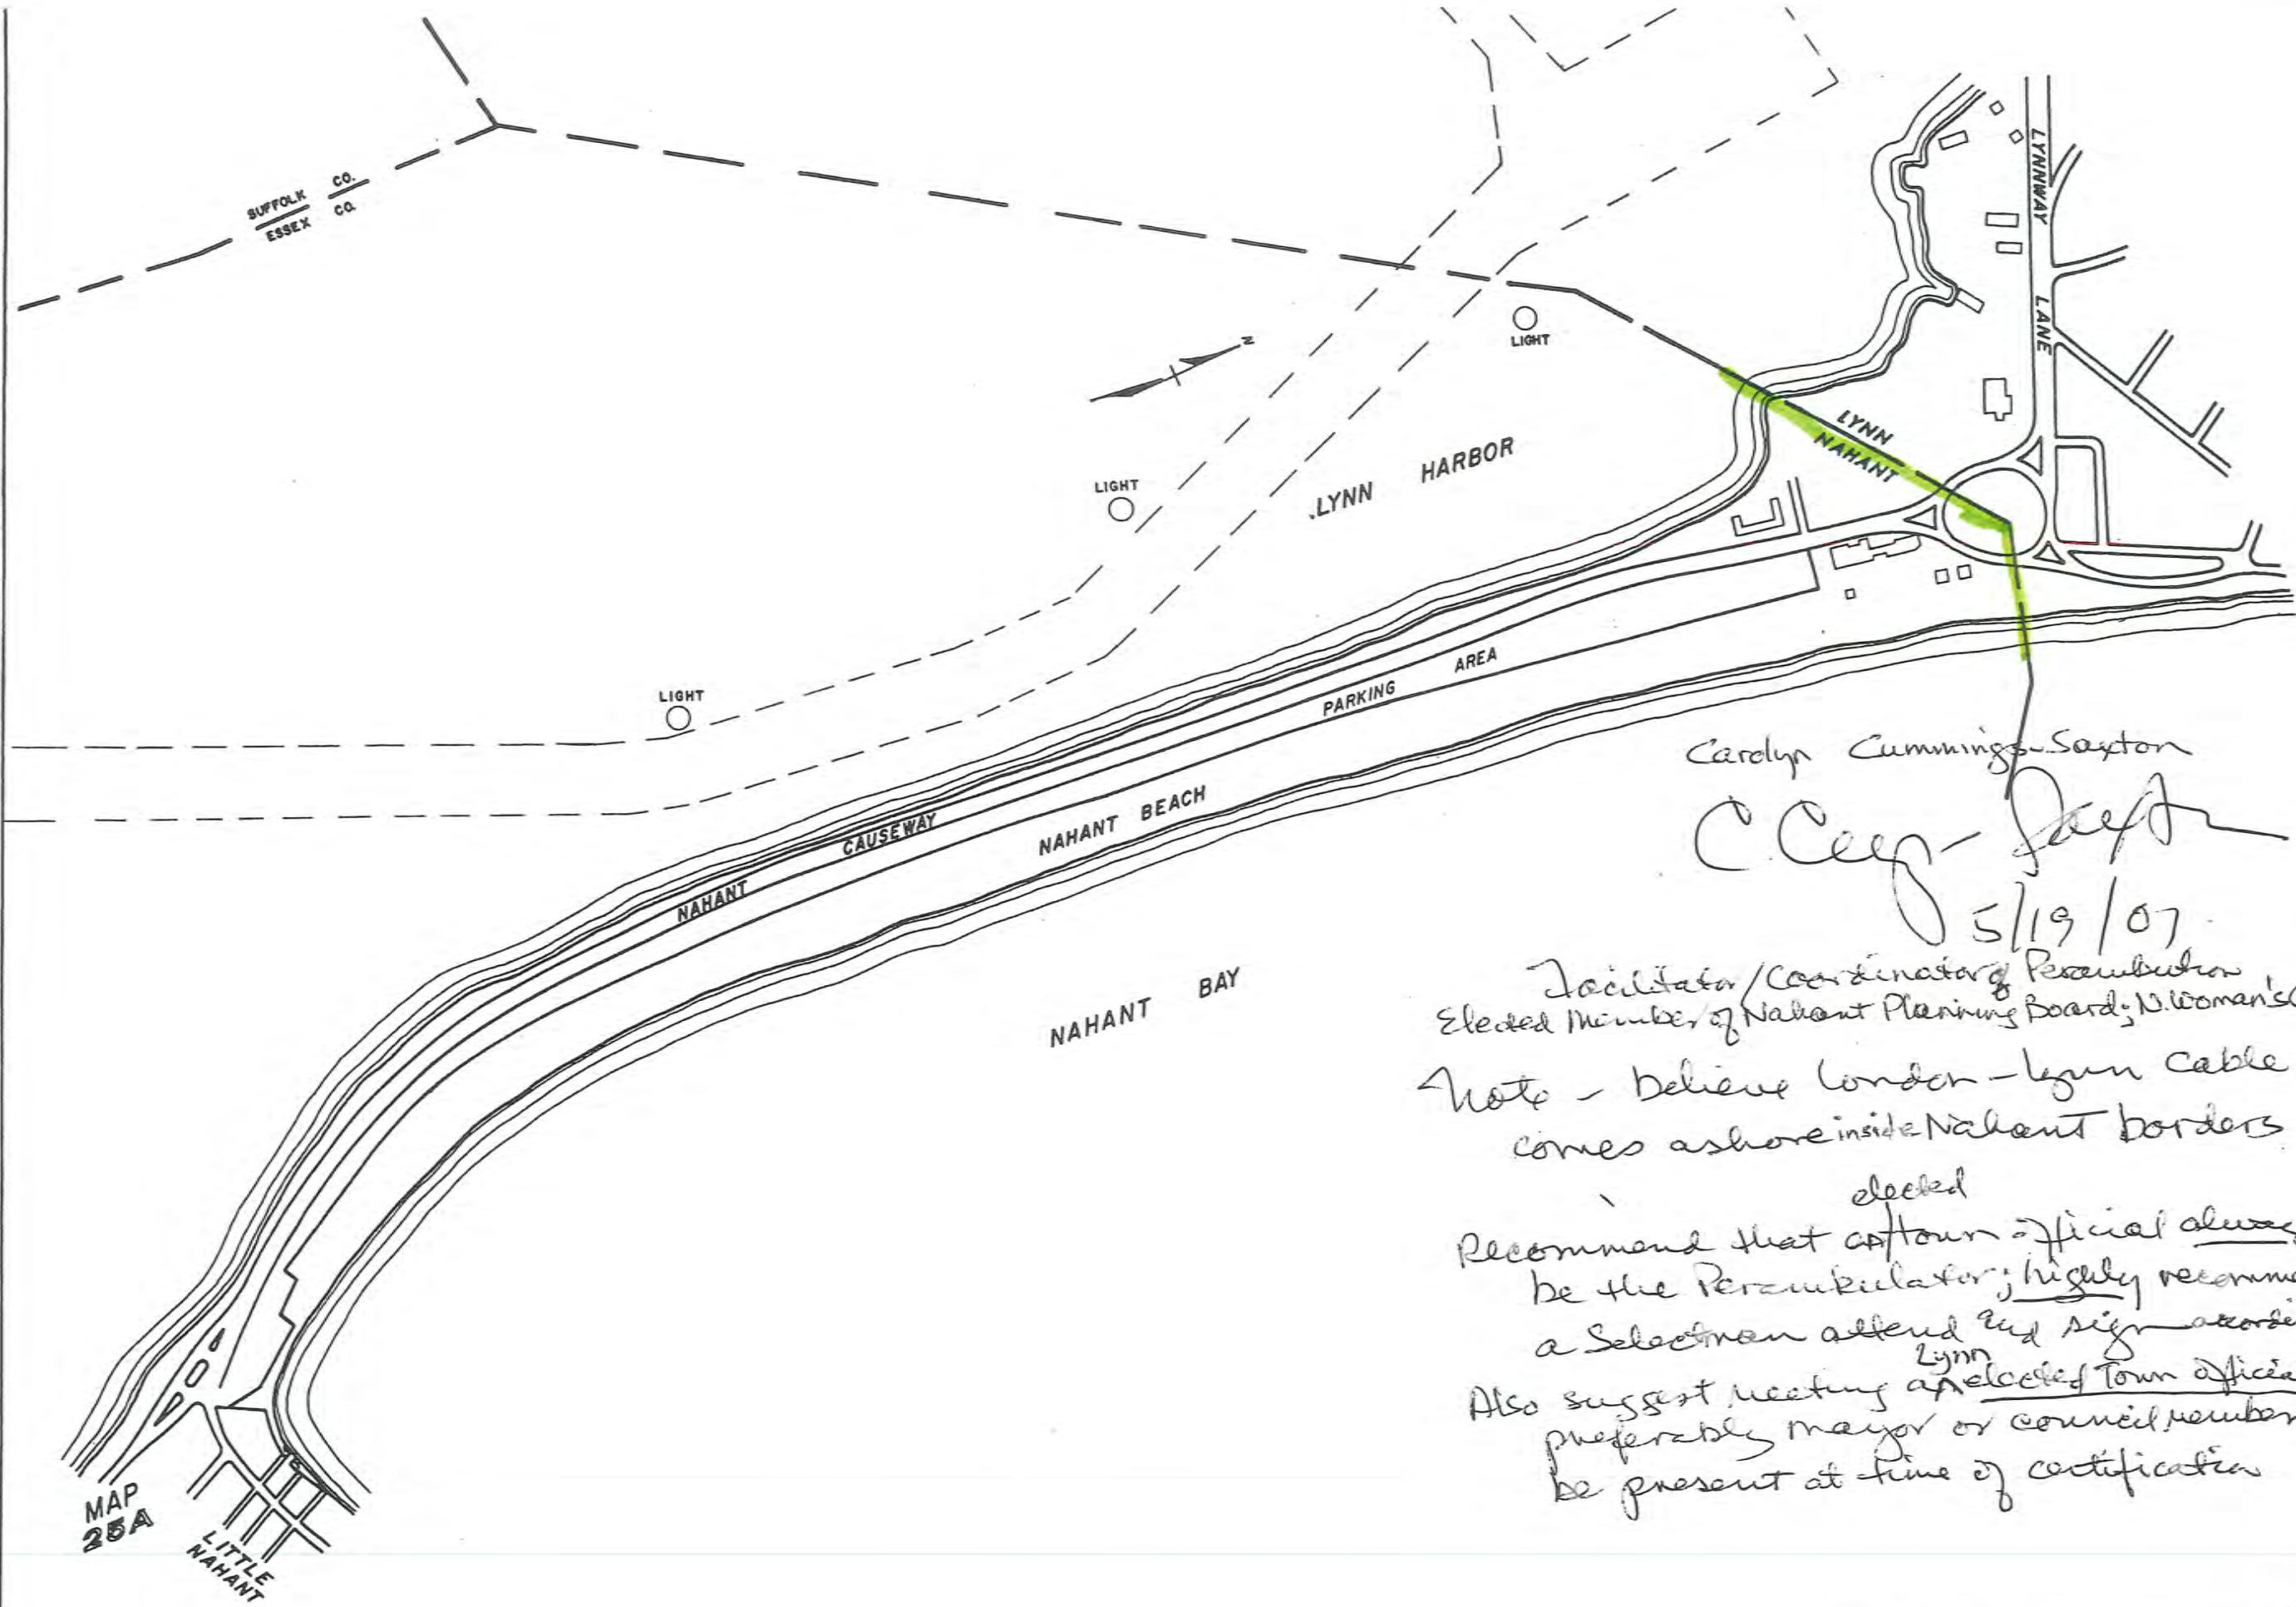 SUFFOLK CO.
ESSEX CO.
LYNNWAY
LANE
LIGHT
LYNN
NAHANT
LIGHT
LYNN HARBOR
LIGHT
PARKING AREA
NAHANT CAUSEWAY
NAHANT BEACH
NAHANT BAY
N
MAP
25A
LITTLE
NAHANT
Carolyn Cummings-Saxton
5/19/07
Facilitator/Coordinator of Perambution
Elected Member of Nahant Planning Board; N. Woman's
Note - believe London-Lynn Cable
comes ashore inside Nahant borders
Recommend that an elected town official
be the Perambulator; highly
a Selectman attend and sign
Also suggest meeting Lynn elected Town
preferably mayor or council member
be present at time of certification